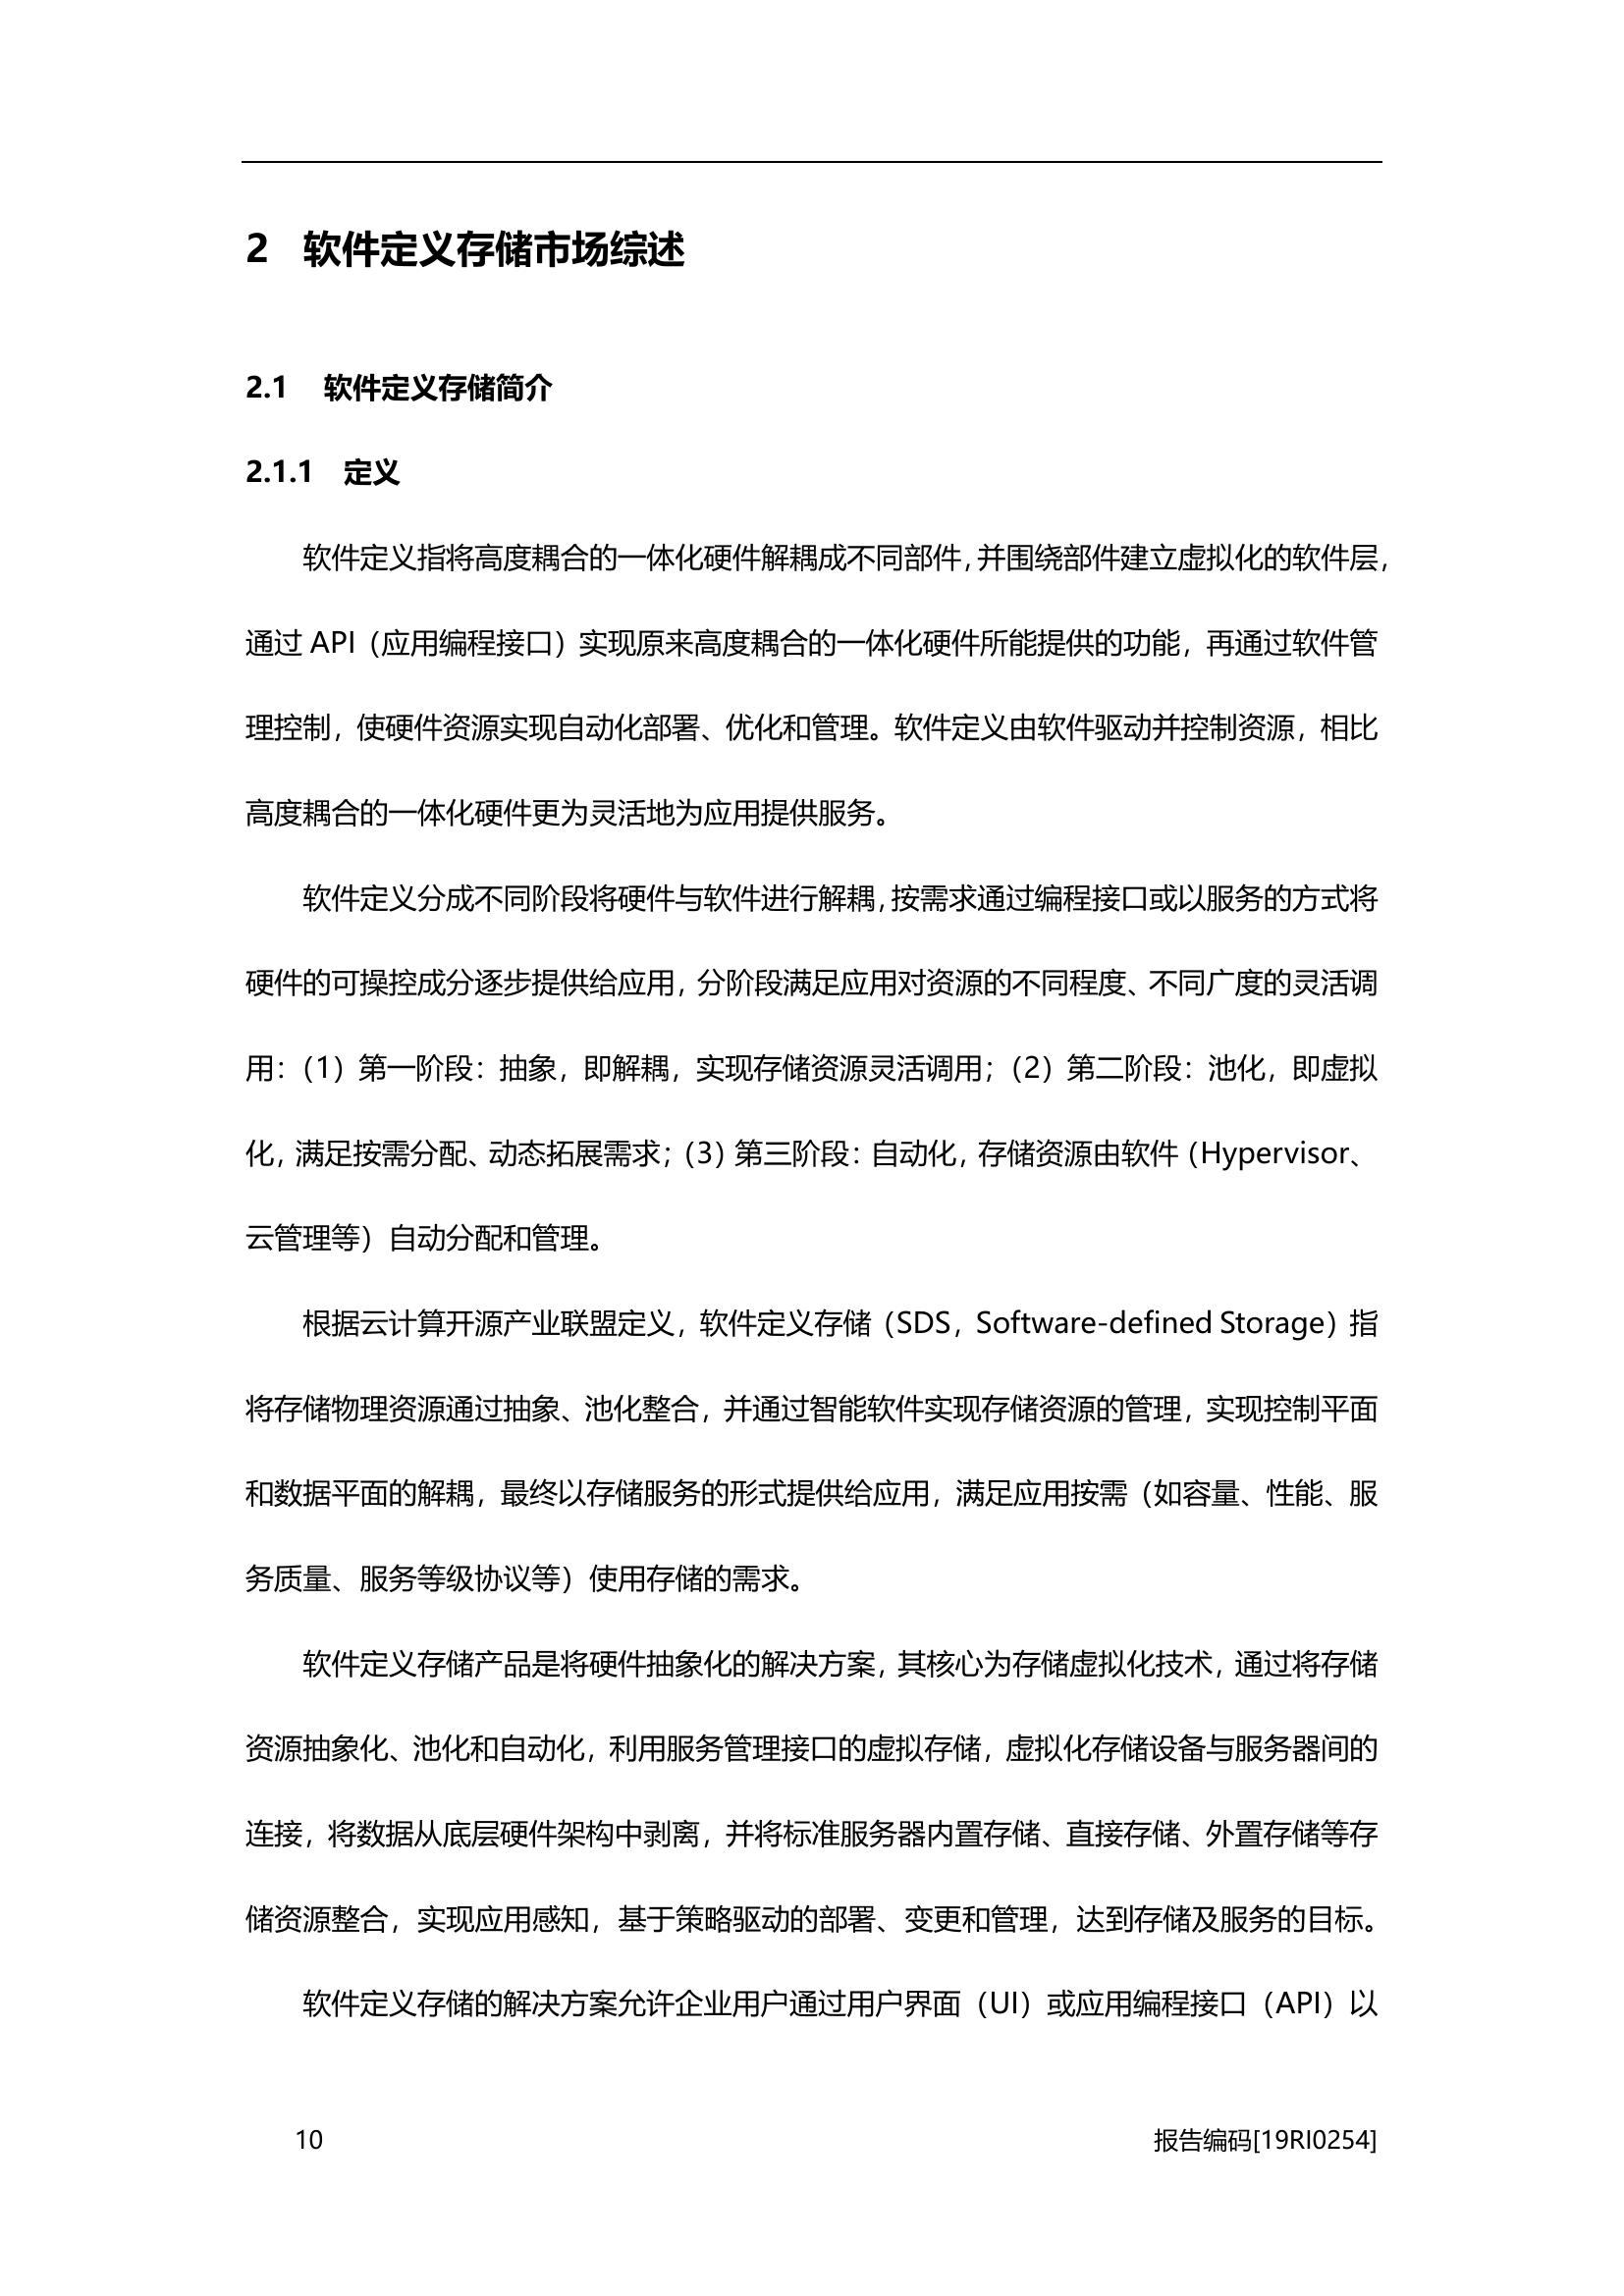 2 软件定义存储市场综述
2.1 软件定义存储简介
2.1.1 定义
软件定义指将高度耦合的一体化硬件解耦成不同部件，并围绕部件建立虚拟化的软件层，
通过 API（应用编程接口）实现原来高度耦合的一体化硬件所能提供的功能，再通过软件管
理控制，使硬件资源实现自动化部署、优化和管理。软件定义由软件驱动并控制资源，相比
高度耦合的一体化硬件更为灵活地为应用提供服务。
软件定义分成不同阶段将硬件与软件进行解耦，按需求通过编程接口或以服务的方式将
硬件的可操控成分逐步提供给应用，分阶段满足应用对资源的不同程度、不同广度的灵活调
用：（1）第一阶段：抽象，即解耦，实现存储资源灵活调用；（2）第二阶段：池化，即虚拟
化，满足按需分配、动态拓展需求；（3）第三阶段：自动化，存储资源由软件（Hypervisor、
云管理等）自动分配和管理。
根据云计算开源产业联盟定义，软件定义存储（SDS，Software-defined Storage）指
将存储物理资源通过抽象、池化整合，并通过智能软件实现存储资源的管理，实现控制平面
和数据平面的解耦，最终以存储服务的形式提供给应用，满足应用按需（如容量、性能、服
务质量、服务等级协议等）使用存储的需求。
软件定义存储产品是将硬件抽象化的解决方案，其核心为存储虚拟化技术，通过将存储
资源抽象化、池化和自动化，利用服务管理接口的虚拟存储，虚拟化存储设备与服务器间的
连接，将数据从底层硬件架构中剥离，并将标准服务器内置存储、直接存储、外置存储等存
储资源整合，实现应用感知，基于策略驱动的部署、变更和管理，达到存储及服务的目标。
软件定义存储的解决方案允许企业用户通过用户界面（UI）或应用编程接口（API）以
10 报告编码[19RI0254]